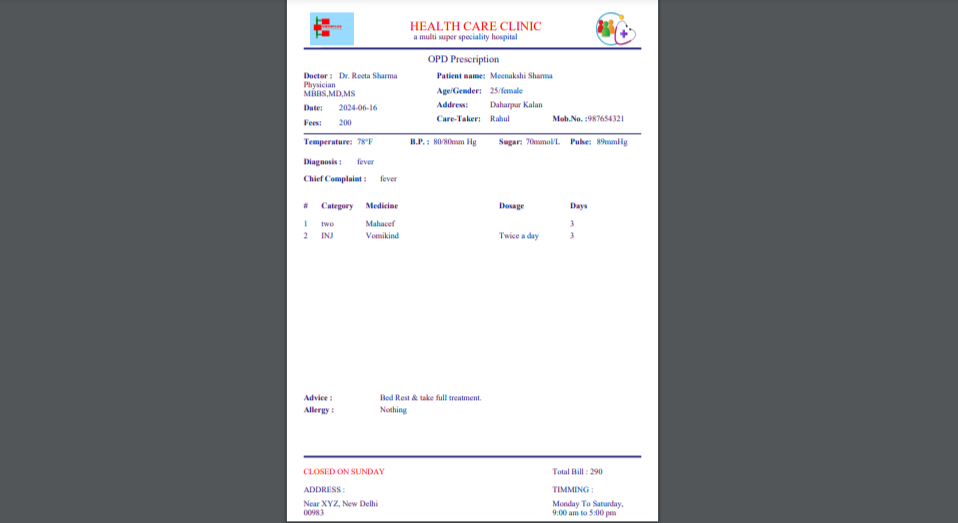 HEALTH CARE CLINIC
a multi super speciality hospital
OPD Prescription
Doctor : Dr. Reeta Sharma
Physician
MBBS,MD,MS
Date: 2024-06-16
Fees: 200
Patient name: Meenakshi Sharma
Age/Gender: 25/female
Address: Daharpur Kalan
Care-Taker: Rahul Mob.No. :987654321
Temperature: 78°F B.P. : 80/80mm Hg Sugar: 70mmol/L Pulse: 89mmHg
Diagnosis : fever
Chief Complaint : fever
# Category Medicine Dosage Days
1 two Mahacef 3
2 INJ Vomikind Twice a day 3
Advice : Bed Rest & take full treatment.
Allergy : Nothing
CLOSED ON SUNDAY Total Bill : 290
ADDRESS : TIMMING :
Near XYZ, New Delhi Monday To Saturday,
00983 9:00 am to 5:00 pm